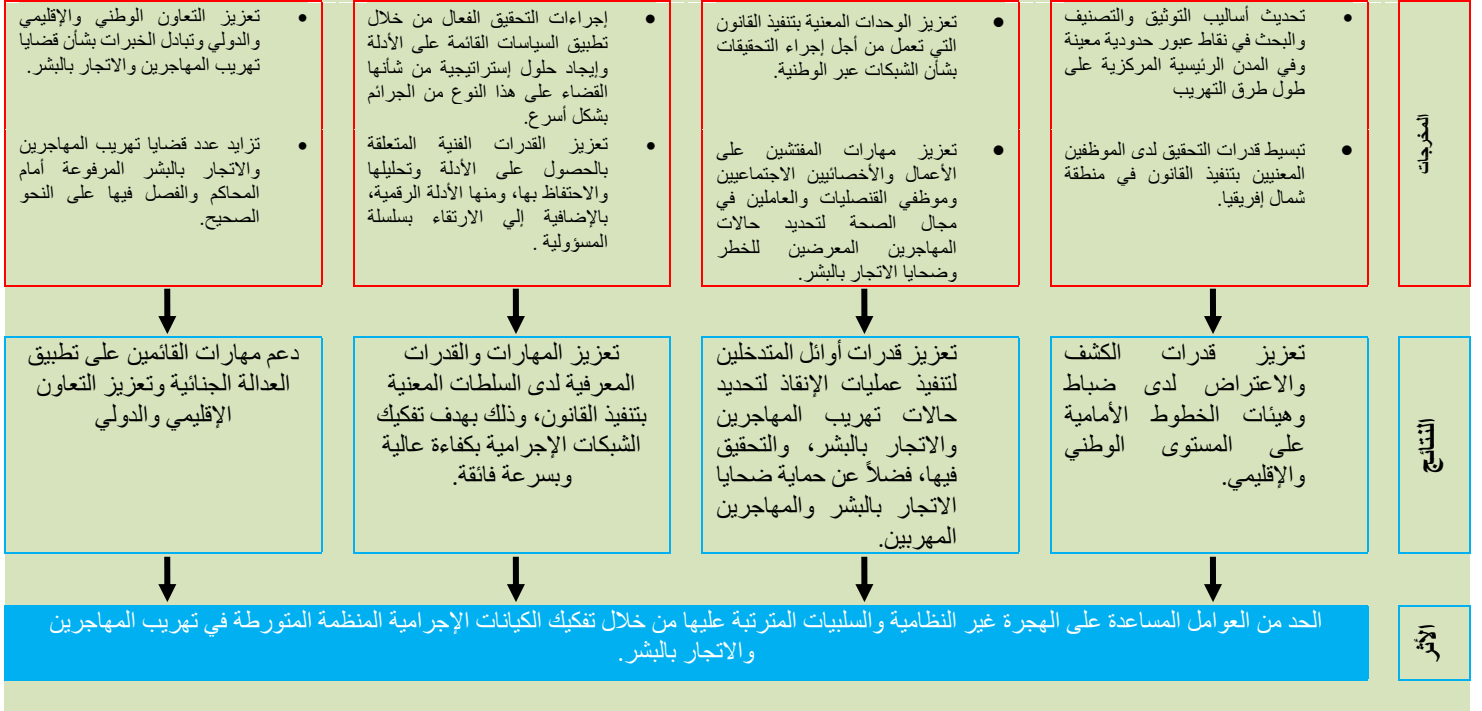 المخرجات
• تحديث أساليب التوثيق والتصنيف
والبحث في نقاط عبور حدودية معينة
وفي المدن الرئيسية المركزية على
طول طرق التهريب
• تبسيط قدرات التحقيق لدى الموظفين
المعنيين بتنفيذ القانون في منطقة
شمال إفريقيا.
• تعزيز الوحدات المعنية بتنفيذ القانون
التي تعمل من أجل إجراء التحقيقات
بشأن الشبكات عبر الوطنية.
• تعزيز مهارات المفتشين على
الأعمال والأخصائيين الاجتماعيين
وموظفي القنصليات والعاملين في
مجال الصحة لتحديد حالات
المهاجرين المعرضين للخطر
وضحايا الاتجار بالبشر.
• إجراءات التحقيق الفعال من خلال
تطبيق السياسات القائمة على الأدلة
وإيجاد حلول إستراتيجية من شأنها
القضاء على هذا النوع من الجرائم
بشكل أسرع.
• تعزيز القدرات الفنية المتعلقة
بالحصول على الأدلة وتحليلها
والاحتفاظ بها، ومنها الأدلة الرقمية،
بالإضافة إلي الارتقاء بسلسلة
المسؤولية .
• تعزيز التعاون الوطني والإقليمي
والدولي وتبادل الخبرات بشأن قضايا
تهريب المهاجرين والاتجار بالبشر.
• تزايد عدد قضايا تهريب المهاجرين
والاتجار بالبشر المرفوعة أمام
المحاكم والفصل فيها على النحو
الصحيح.
النتائج
تعزيز قدرات الكشف
والاعتراض لدى ضباط
وهيئات الخطوط الأمامية
على المستوى الوطني
والإقليمي.
تعزيز قدرات أوائل المتدخلين
لتنفيذ عمليات الإنقاذ لتحديد
حالات تهريب المهاجرين
والاتجار بالبشر، والتحقيق
فيها، فضلاً عن حماية ضحايا
الاتجار بالبشر والمهاجرين
المهربين.
تعزيز المهارات والقدرات
المعرفية لدى السلطات المعنية
بتنفيذ القانون، وذلك بهدف تفكيك
الشبكات الإجرامية بكفاءة عالية
وبسرعة فائقة.
دعم مهارات القائمين على تطبيق
العدالة الجنائية وتعزيز التعاون
الإقليمي والدولي
الأثر
الحد من العوامل المساعدة على الهجرة غير النظامية والسلبيات المترتبة عليها من خلال تفكيك الكيانات الإجرامية المنظمة المتورطة في تهريب المهاجرين
والاتجار بالبشر.